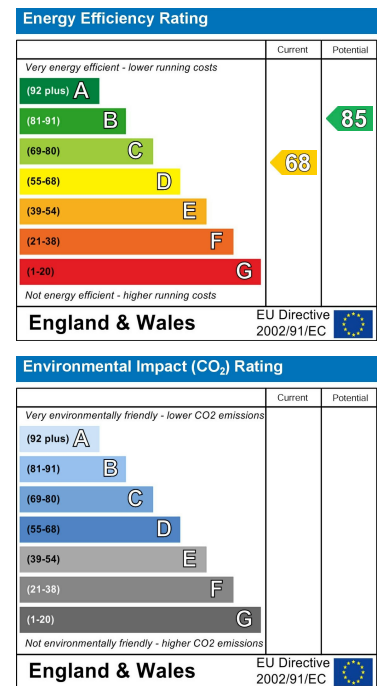 Energy Efficiency Rating
Current Potential
Very energy efficient - lower running costs
(92 plus) A
(81-91) B 85
(69-80) C
68
(55-68) D
(39-54) E
(21-38) F
(1-20) G
Not energy efficient - higher running costs
England & Wales
EU Directive
2002/91/EC
Environmental Impact (CO₂) Rating
Current Potential
Very environmentally friendly - lower CO2 emissions
(92 plus) A
(81-91) B
(69-80) C
(55-68) D
(39-54) E
(21-38) F
(1-20) G
Not environmentally friendly - higher CO2 emissions
England & Wales
EU Directive
2002/91/EC